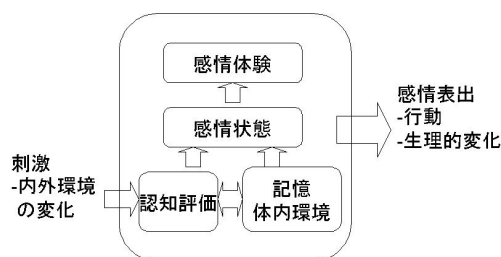 感情体験
感情状態
認知評価
記憶
体内環境
刺激
-内外環境
の変化
感情表出
-行動
-生理的変化